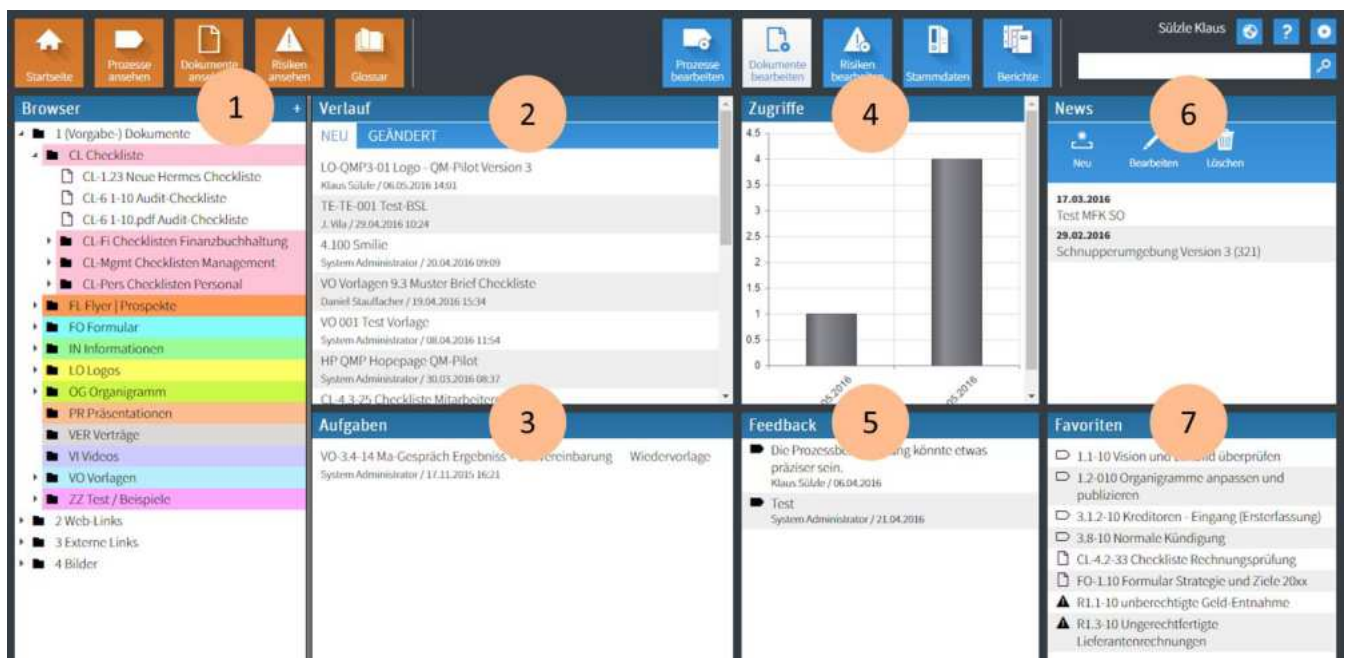 Startseite
Prozesse ansehen
Dokumente
Risiken ansehen
Glossar
Prozesse bearbeiten
Dokumente bearbeiten
Risiken bearbeiten
Stammdaten
Berichte
Sülzle Klaus
?
Browser
1
+
1 (Vorgabe-) Dokumente
CL Checkliste
CL-1.23 Neue Hermes Checkliste
CL-6 1-10 Audit-Checkliste
CL-6 1-10.pdf Audit-Checkliste
CL-Fi Checklisten Finanzbuchhaltung
CL-Mgmt Checklisten Management
CL-Pers Checklisten Personal
FL Flyer | Prospekte
FO Formular
IN Informationen
LO Logos
OG Organigramm
PR Präsentationen
VER Verträge
VI Videos
VO Vorlagen
ZZ Test / Beispiele
2 Web-Links
3 Externe Links
4 Bilder
Verlauf
2
NEU GEÄNDERT
LO-QMP3-01 Logo - QM-Pilot Version 3
Klaus Sülzle / 06.05.2016 14:01
TE-TE-001 Test-BSL
J. Vila / 29.04.2016 10:24
4.100 Smilie
System Administrator / 20.04.2016 09:09
VO Vorlagen 9.3 Muster Brief Checkliste
Daniel Stauffacher / 19.04.2016 15:34
VO 001 Test Vorlage
System Administrator / 08.04.2016 11:54
HP QMP Hopepage QM-Pilot
System Administrator / 30.03.2016 08:37
CL-4.3-25 Checkliste
Aufgaben
3
VO-3.4-14 Ma-Gespräch Ergebniss Wiedervorlage
System Administrator / 17.11.2015 16:21
Zugriffe
4
4.5
4
3.5
3
2.5
2
1.5
1
0.5
0
Feedback
5
Die könnte etwas
präziser sein.
Klaus Sülzle / 06.04.2016
Test
System Administrator / 21.04.2016
News
6
Neu Bearbeiten Löschen
17.03.2016
Test MFK SO
29.02.2016
Schnupperumgebung Version 3 (321)
Favoriten
7
1.1-10 Vision und überprüfen
1.2-010 Organigramme anpassen und
publizieren
3.1.2-10 Kreditoren - Eingang (Ersterfassung)
3.8-10 Normale Kündigung
CL-4.2-33 Checkliste Rechnungsprüfung
FO-1.10 Formular Strategie und Ziele 20xx
R1.1-10 unberechtigte Geld-Entnahme
R1.3-10 Ungerechtfertigte
Lieferantenrechnungen